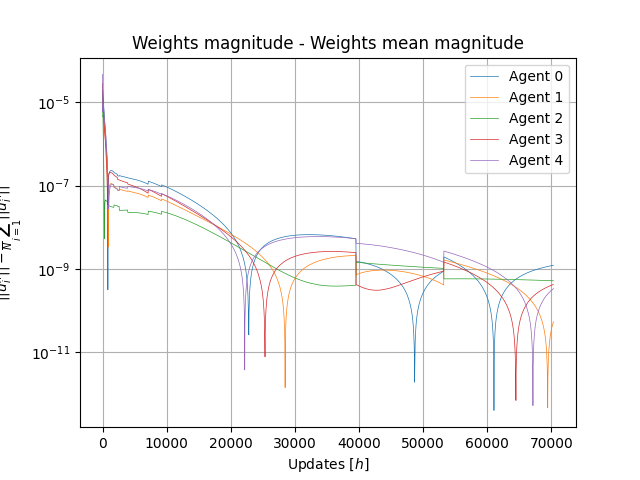 Weights magnitude - Weights mean magnitude
Agent 0
Agent 1
Agent 2
Agent 3
Agent 4
10⁻⁵
10⁻⁷
10⁻⁹
10⁻¹¹
0 10000 20000 30000 40000 50000 60000 70000
Updates [h]